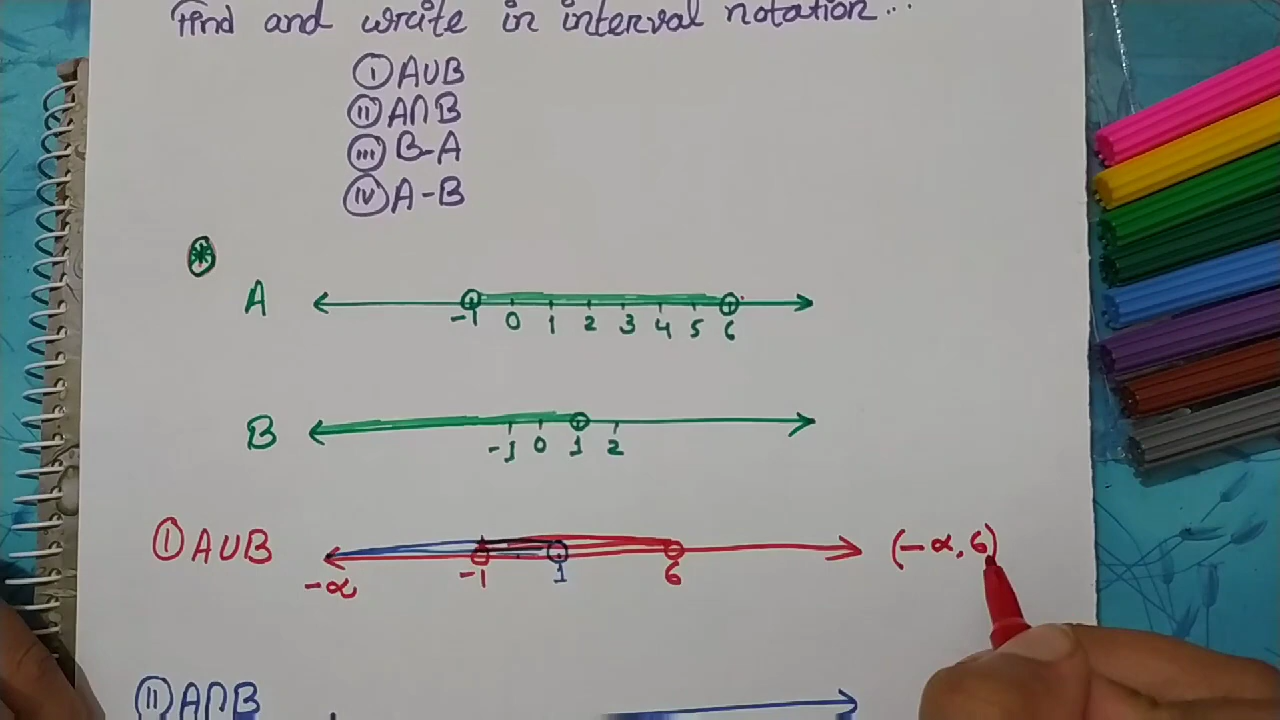 Find and write in interval notation...
(i) A∪B
(ii) A∩B
(iii) B-A
(iv) A-B
*
A -1 0 1 2 3 4 5 6
B -1 0 1 2
(i) A∪B -α -1 1 6 (-α, 6)
(ii) A∩B